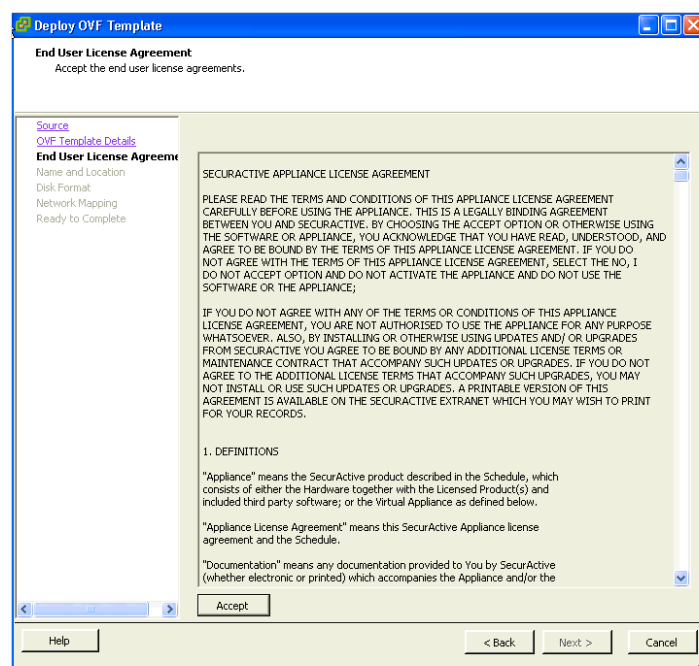 Deploy OVF Template
End User License Agreement
Accept the end user license agreements.
Source
OVF Template Details
End User License Agreeme
Name and Location
Disk Format
Network Mapping
Ready to Complete
SECURACTIVE APPLIANCE LICENSE AGREEMENT
PLEASE READ THE TERMS AND CONDITIONS OF THIS APPLIANCE LICENSE AGREEMENT
CAREFULLY BEFORE USING THE APPLIANCE. THIS IS A LEGALLY BINDING AGREEMENT
BETWEEN YOU AND SECURACTIVE. BY CHOOSING THE ACCEPT OPTION OR OTHERWISE USING
THE SOFTWARE OR APPLIANCE, YOU ACKNOWLEDGE THAT YOU HAVE READ, UNDERSTOOD, AND
AGREE TO BE BOUND BY THE TERMS OF THIS APPLIANCE LICENSE AGREEMENT. IF YOU DO
NOT AGREE WITH THE TERMS OF THIS APPLIANCE LICENSE AGREEMENT, SELECT THE NO, I
DO NOT ACCEPT OPTION AND DO NOT ACTIVATE THE APPLIANCE AND DO NOT USE THE
SOFTWARE OR THE APPLIANCE;
IF YOU DO NOT AGREE WITH ANY OF THE TERMS OR CONDITIONS OF THIS APPLIANCE
LICENSE AGREEMENT, YOU ARE NOT AUTHORISED TO USE THE APPLIANCE FOR ANY PURPOSE
WHATSOEVER. ALSO, BY INSTALLING OR OTHERWISE USING UPDATES AND/ OR UPGRADES
FROM SECURACTIVE YOU AGREE TO BE BOUND BY ANY ADDITIONAL LICENSE TERMS OR
MAINTENANCE CONTRACT THAT ACCOMPANY SUCH UPDATES OR UPGRADES. IF YOU DO NOT
AGREE TO THE ADDITIONAL LICENSE TERMS THAT ACCOMPANY SUCH UPGRADES, YOU MAY
NOT INSTALL OR USE SUCH UPDATES OR UPGRADES. A PRINTABLE VERSION OF THIS
AGREEMENT IS AVAILABLE ON THE SECURACTIVE EXTRANET WHICH YOU MAY WISH TO PRINT
FOR YOUR RECORDS.
1. DEFINITIONS
"Appliance" means the SecurActive product described in the Schedule, which
consists of either the Hardware together with the Licensed Product(s) and
included third party software; or the Virtual Appliance as defined below.
"Appliance License Agreement" means this SecurActive Appliance license
agreement and the Schedule.
"Documentation" means any documentation provided to You by SecurActive
(whether electronic or printed) which accompanies the Appliance and/or the
Accept
Help
< Back
Next >
Cancel